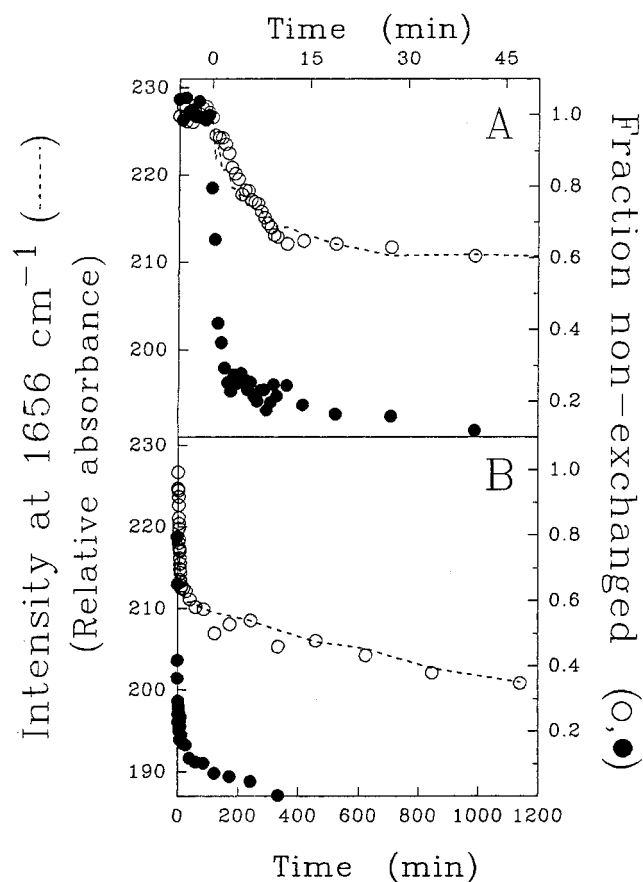 Time (min)
0 15 30 45
230
220
210
200
230
220
210
200
190
A
B
1.0
0.8
0.6
0.4
0.2
1.0
0.8
0.6
0.4
0.2
Intensity at 1656 cm⁻¹ (-----)
(Relative absorbance)
Fraction non-exchanged (○,●)
0 200 400 600 800 1000 1200
Time (min)